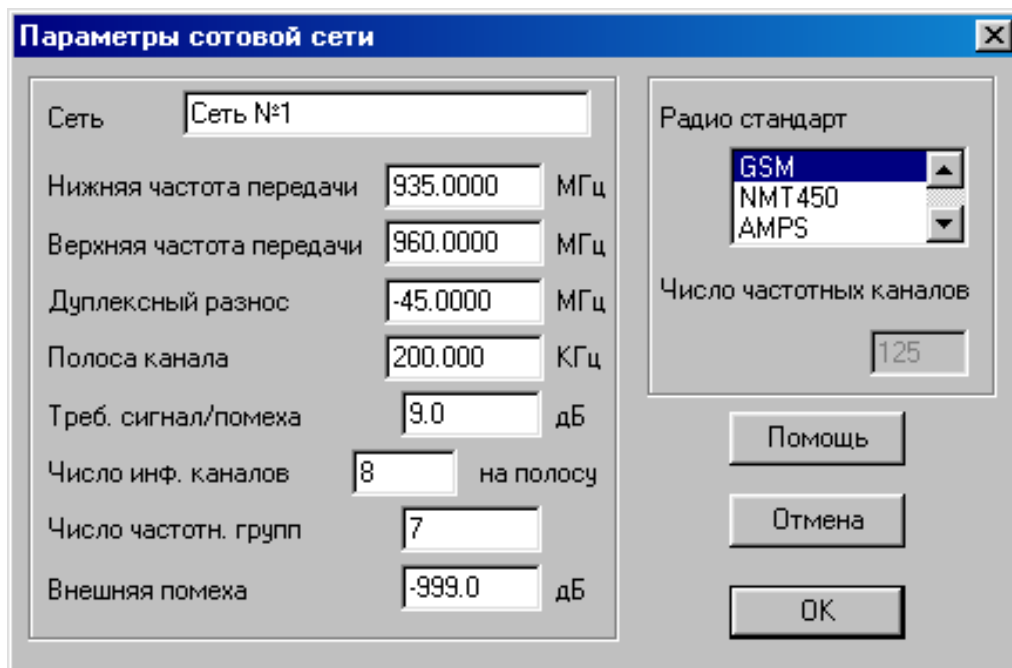 Параметры сотовой сети
Сеть Сеть №1
Нижняя частота передачи 935.0000 МГц
Верхняя частота передачи 960.0000 МГц
Дуплексный разнос -45.0000 МГц
Полоса канала 200.000 КГц
Треб. сигнал/помеха 9.0 дБ
Число инф. каналов 8 на полосу
Число частотн. групп 7
Внешняя помеха -999.0 дБ
Радио стандарт
GSM
NMT450
AMPS
Число частотных каналов
125
Помощь
Отмена
OK